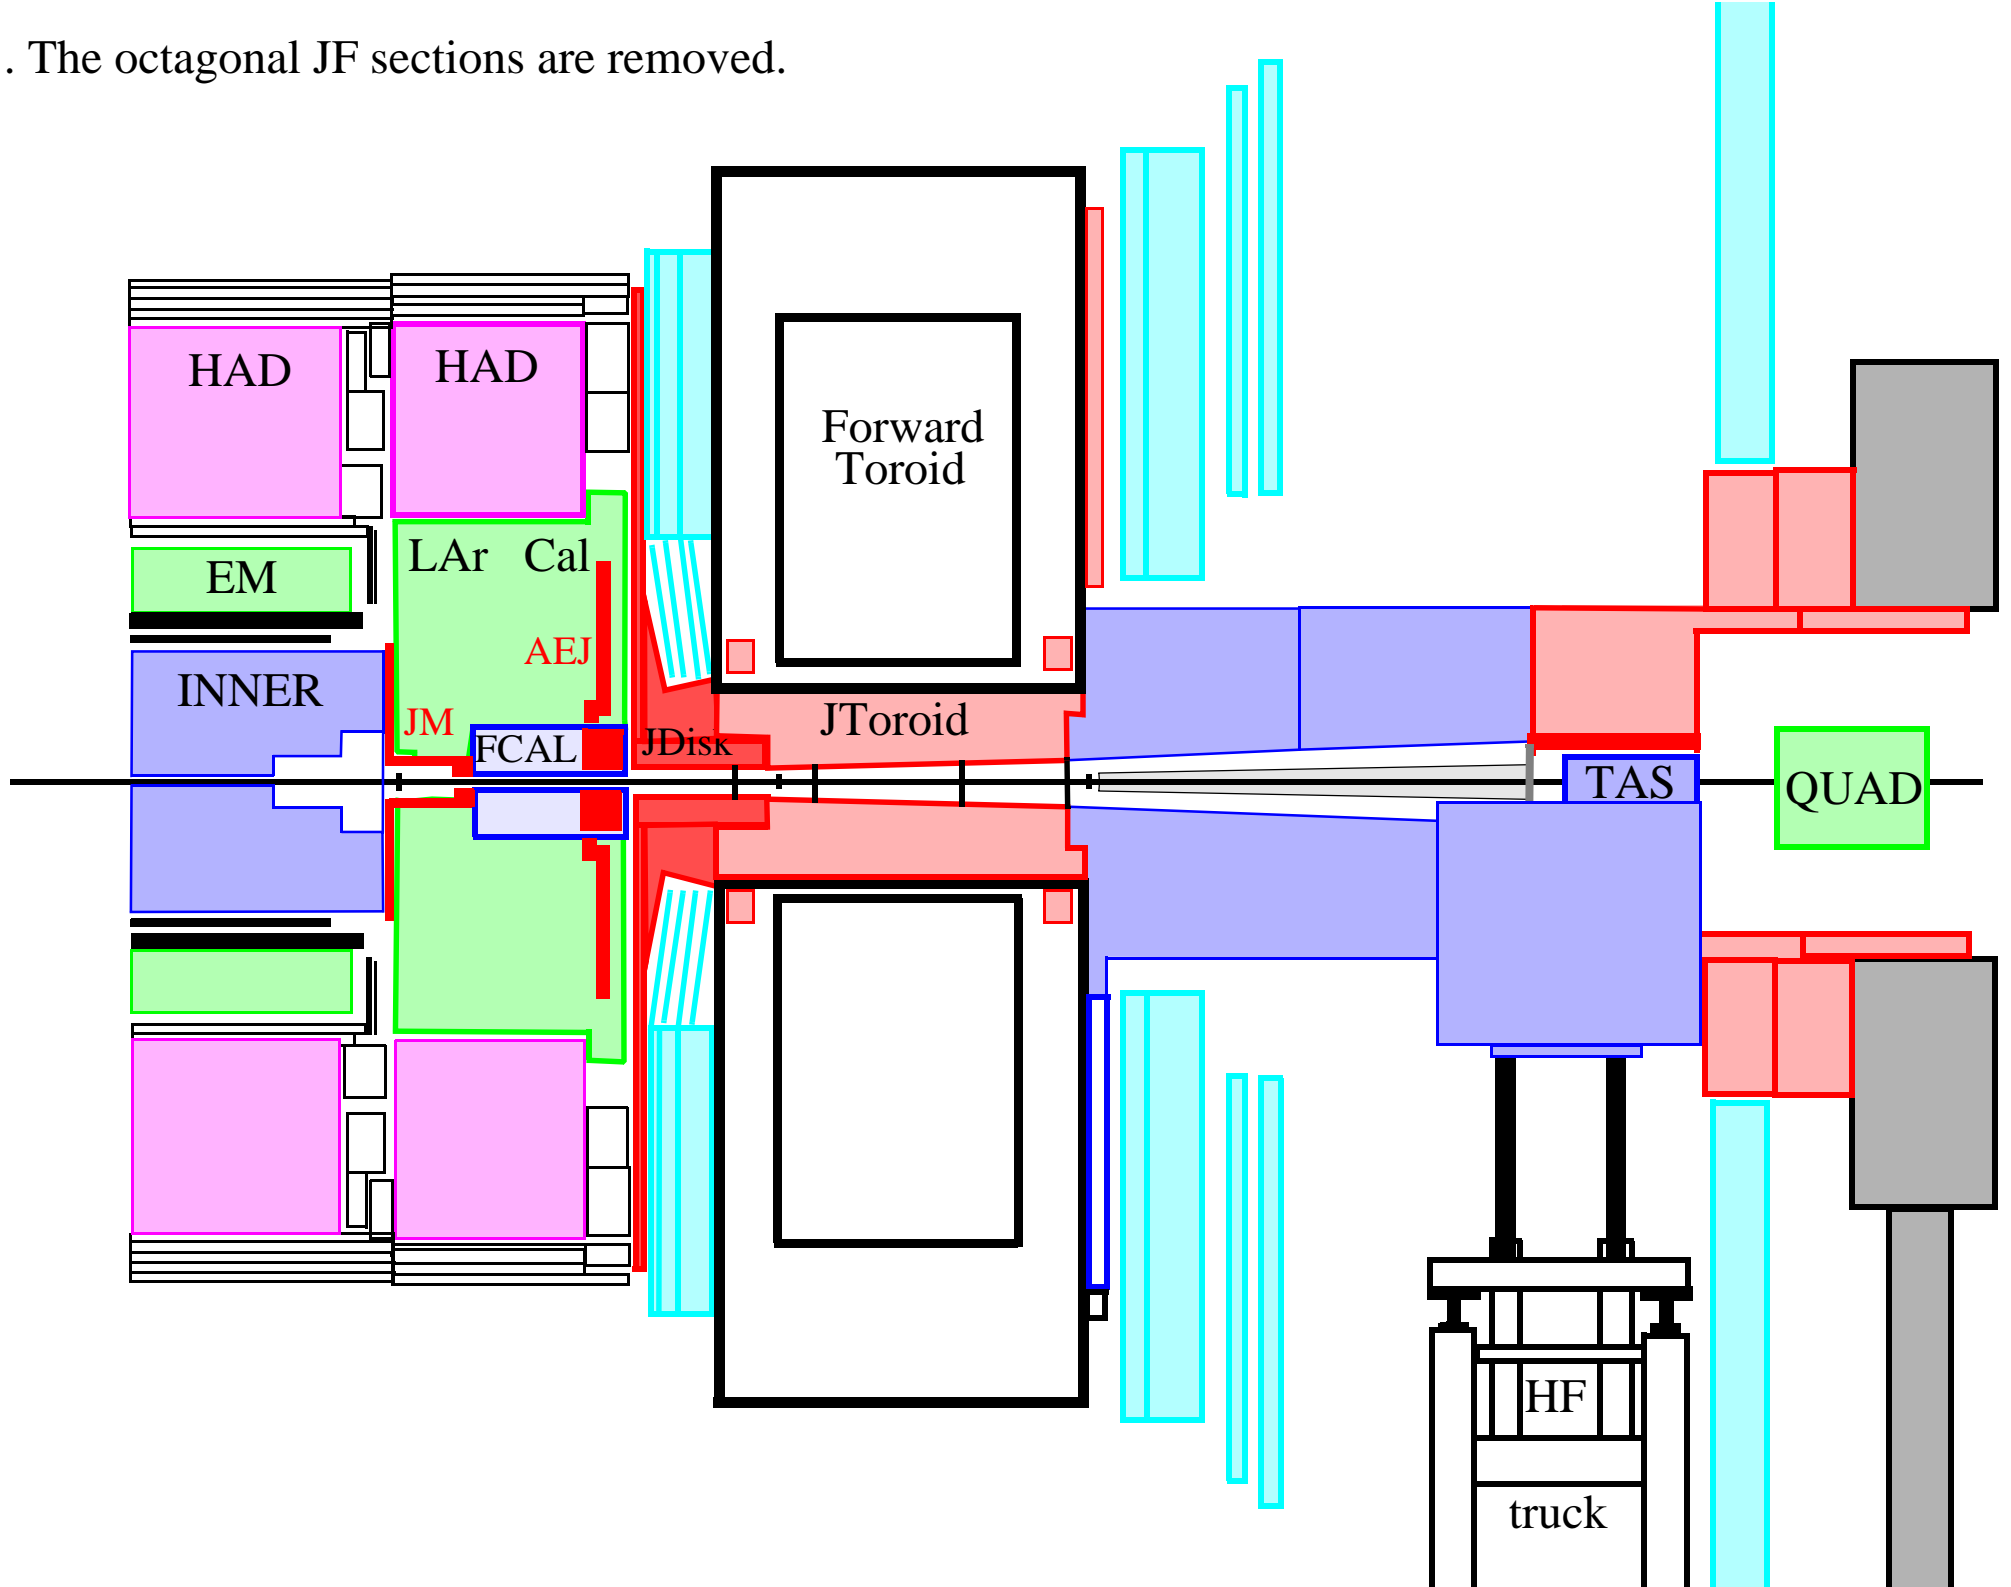 . The octagonal JF sections are removed.
HAD
HAD
Forward
Toroid
LAr Cal
EM
AEJ
INNER
JM
JToroid
FCAL
JDisk
TAS
QUAD
HF
truck